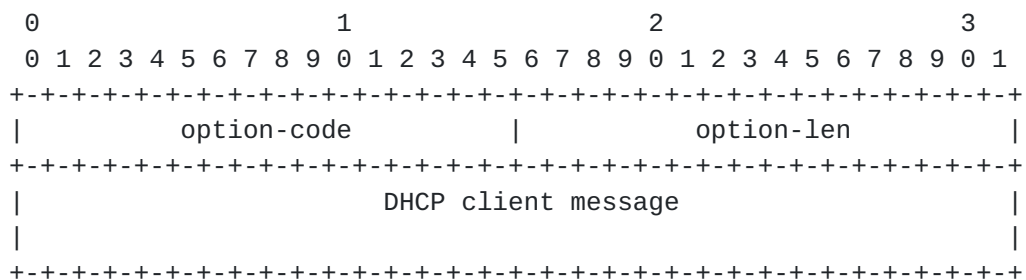 0                   1                   2                   3
 0 1 2 3 4 5 6 7 8 9 0 1 2 3 4 5 6 7 8 9 0 1 2 3 4 5 6 7 8 9 0 1
+-+-+-+-+-+-+-+-+-+-+-+-+-+-+-+-+-+-+-+-+-+-+-+-+-+-+-+-+-+-+-+-+
|          option-code          |           option-len          |
+-+-+-+-+-+-+-+-+-+-+-+-+-+-+-+-+-+-+-+-+-+-+-+-+-+-+-+-+-+-+-+-+
|                       DHCP client message                     |
|                                                               |
+-+-+-+-+-+-+-+-+-+-+-+-+-+-+-+-+-+-+-+-+-+-+-+-+-+-+-+-+-+-+-+-+